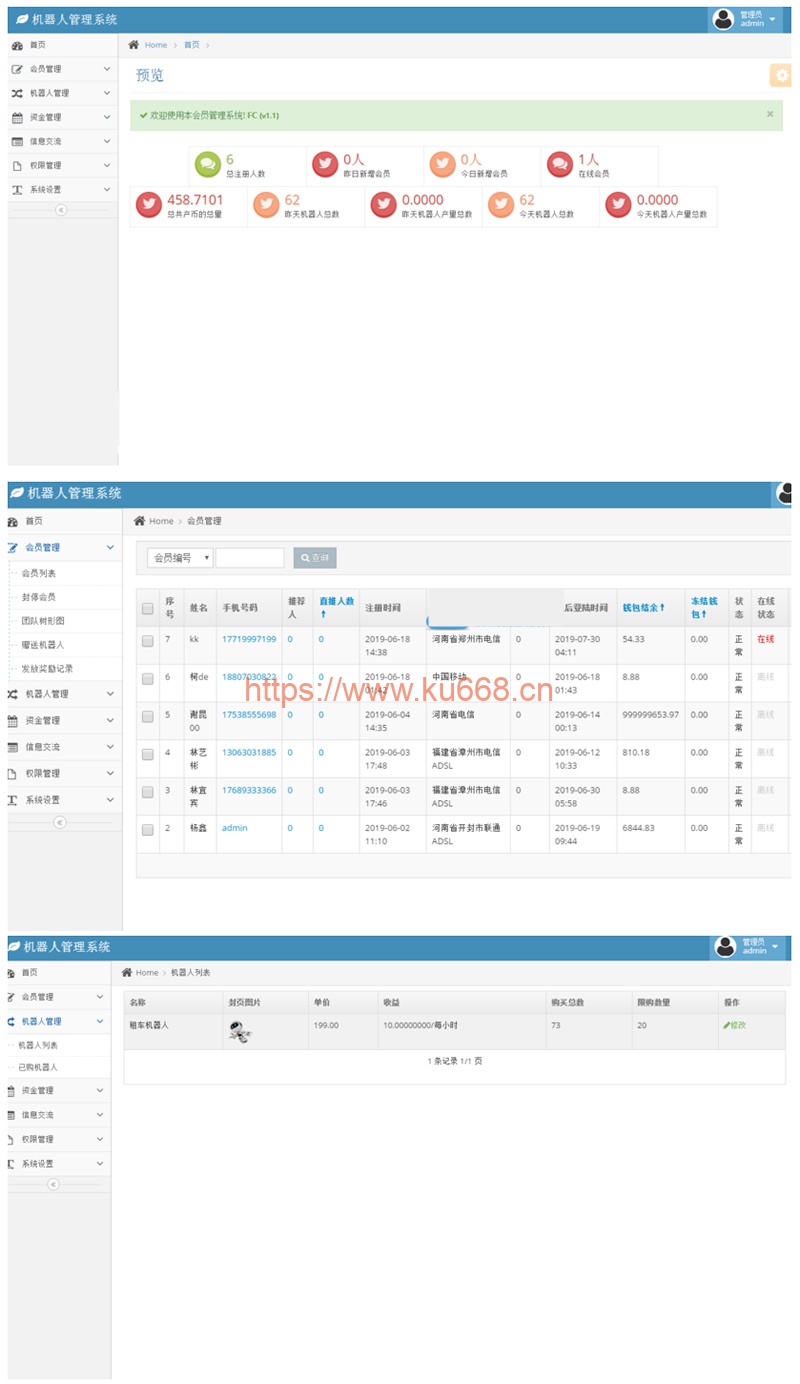 机器人管理系统
管理员
admin
首页
会员管理
机器人管理
资金管理
信息交流
权限管理
系统设置
Home > 首页 >
预览
欢迎使用本会员管理系统! FC (v1.1)
×
6
总注册人数
0人
昨日新增会员
0人
今日新增会员
1人
在线会员
458.7101
总共产币的总量
62
昨天机器人总数
0.0000
昨天机器人产量总数
62
今天机器人总数
0.0000
今天机器人产量总数
机器人管理系统
首页
会员管理
会员列表
封停会员
团队树形图
赠送机器人
发放奖励记录
机器人管理
资金管理
信息交流
权限管理
系统设置
Home > 会员管理
会员编号 查询
序号 姓名 手机号码 推荐人 直推人数 注册时间 后登陆时间 钱包结余 冻结钱包 状态 在线状态
7 kk 17719997199 0 0 2019-06-18 14:38 河南省郑州市电信 0 2019-07-30 04:11 54.33 0.00 正常 在线
6 柯de 18807030822 0 0 2019-06-18 01:42 中国移动 0 2019-06-18 01:43 8.88 0.00 正常 离线
5 谢昆00 17538555698 0 0 2019-06-04 14:35 河南省电信 0 2019-06-14 00:13 999999653.97 0.00 正常 离线
4 林艺彬 13063031885 0 0 2019-06-03 17:48 福建省漳州市电信ADSL 0 2019-06-12 10:33 810.18 0.00 正常 离线
3 林宜宾 17689333366 0 0 2019-06-03 17:46 福建省漳州市电信ADSL 0 2019-06-30 05:58 8.88 0.00 正常 离线
2 杨鑫 admin 0 0 2019-06-02 11:10 河南省开封市联通ADSL 0 2019-06-19 09:44 6844.83 0.00 正常 离线
https://www.ku668.cn
机器人管理系统
管理员
admin
首页
会员管理
机器人管理
机器人列表
已购机器人
资金管理
信息交流
权限管理
系统设置
Home > 机器人列表
名称 封页图片 单价 收益 购买总数 限购数量 操作
租车机器人 199.00 10.00000000/每小时 73 20 修改
1 条记录 1/1 页